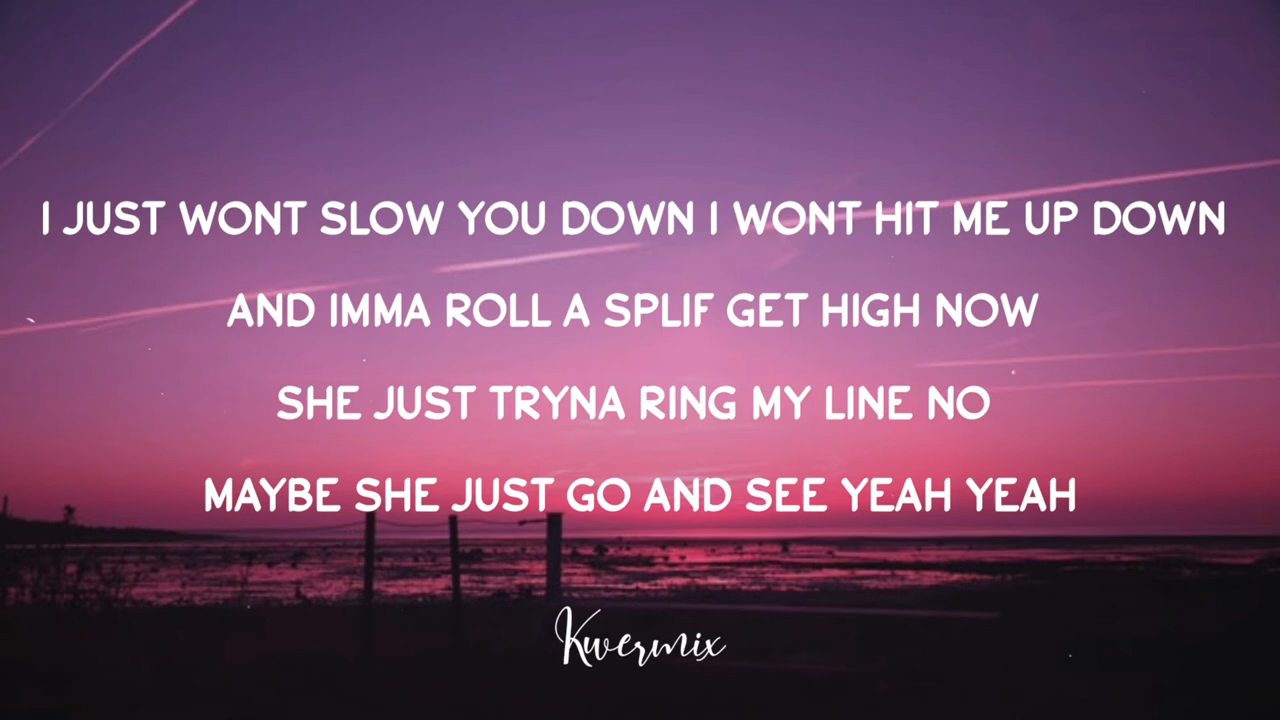 I JUST WONT SLOW YOU DOWN I WONT HIT ME UP DOWN
AND IMMA ROLL A SPLIF GET HIGH NOW
SHE JUST TRYNA RING MY LINE NO
MAYBE SHE JUST GO AND SEE YEAH YEAH
Kwermix